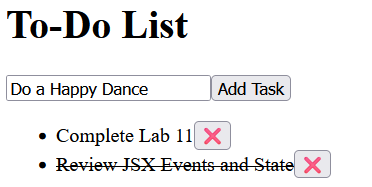 To-Do List
Do a Happy Dance Add Task
Complete Lab 11
Review JSX Events and State